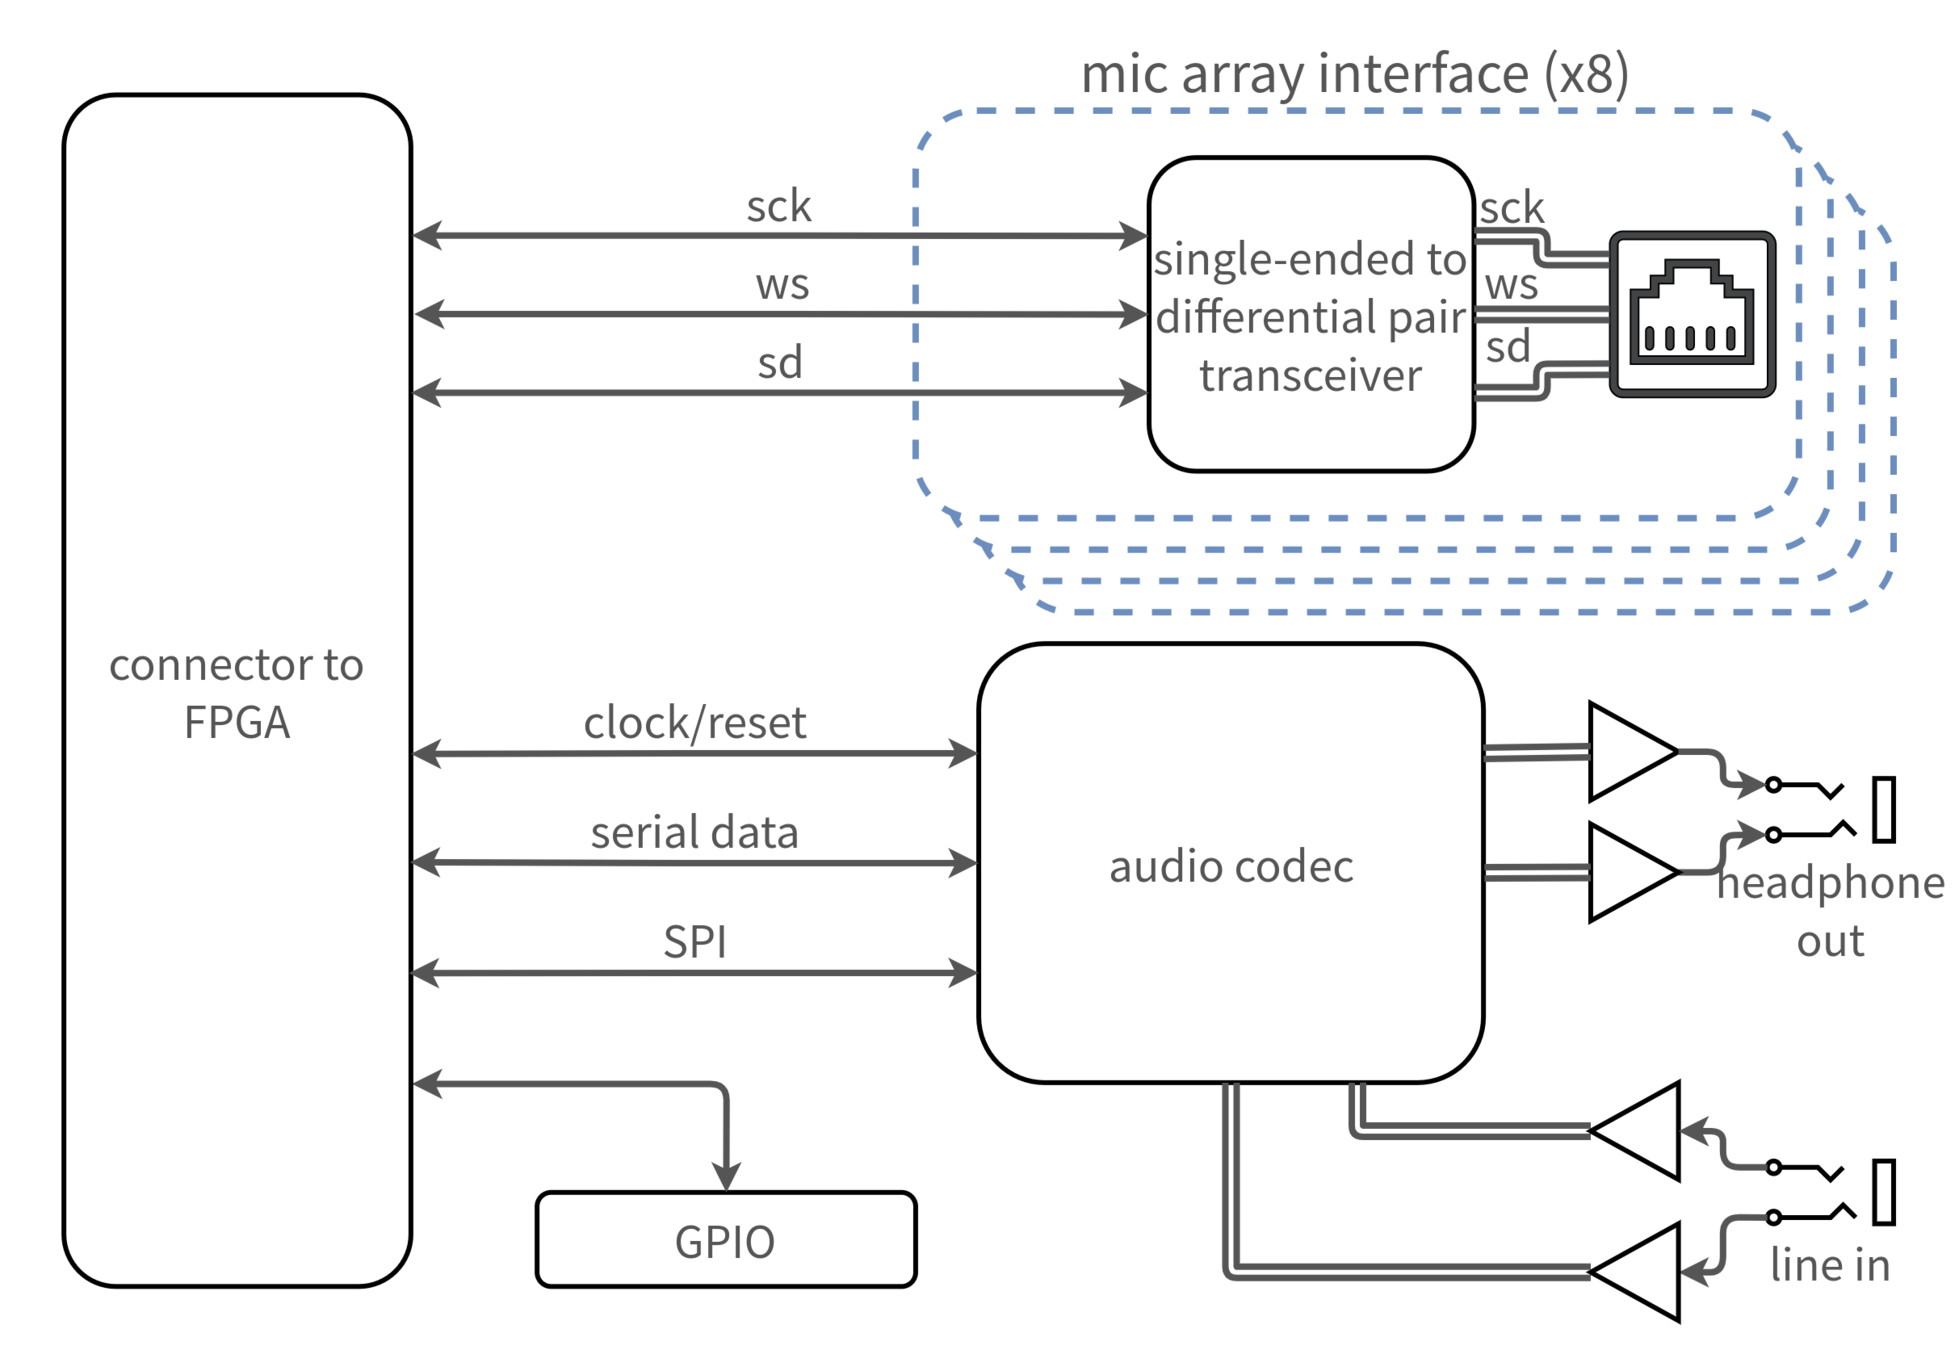 mic array interface (x8)
sck
ws
sd
single-ended to
differential pair
transceiver
sck
ws
sd
connector to
FPGA
clock/reset
serial data
SPI
audio codec
headphone
out
GPIO
line in